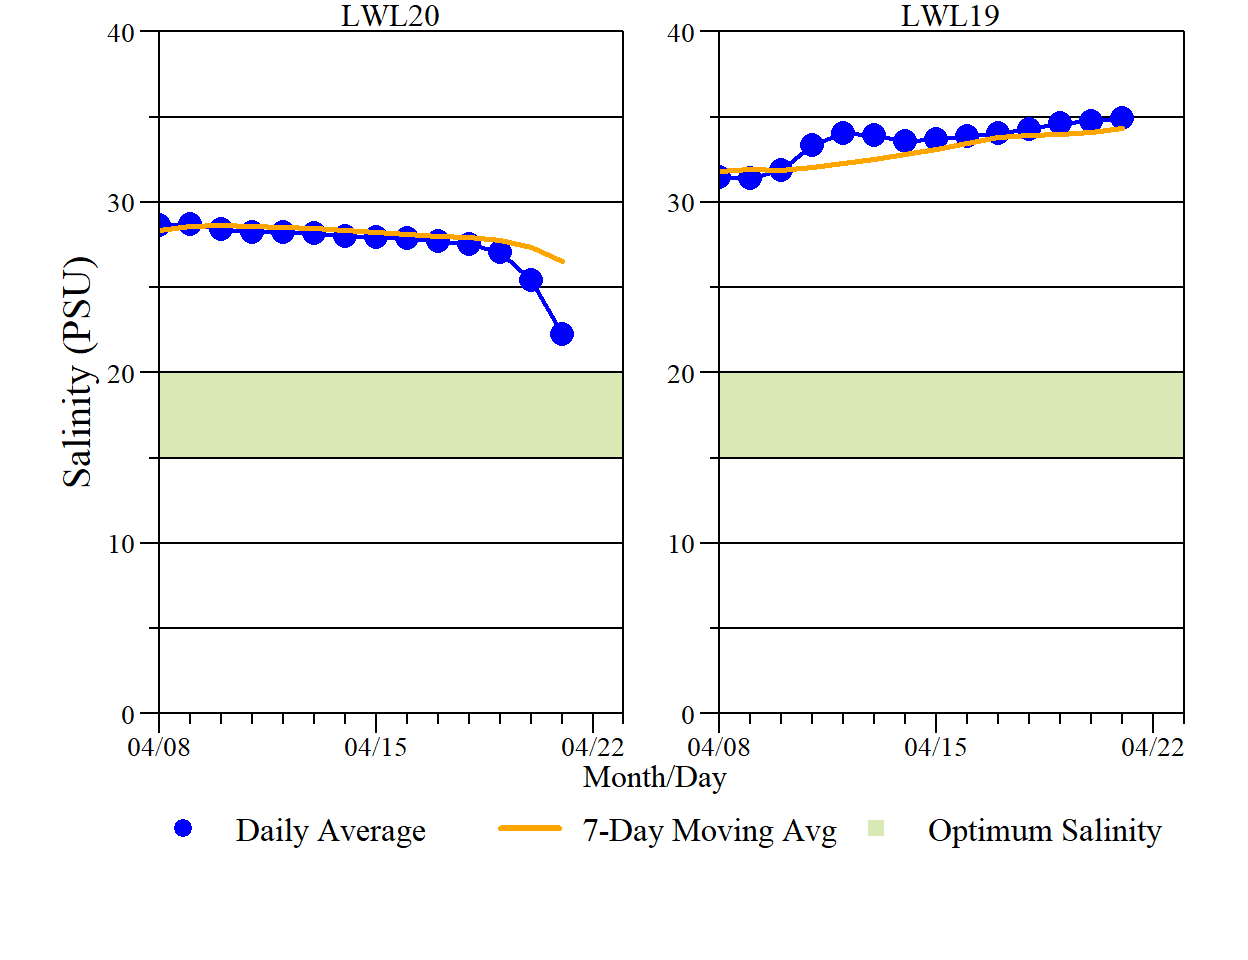 LWL20 LWL19
40 40
30 30
20 20
10 10
0 0
Salinity (PSU)
04/08 04/15 04/22 04/08 04/15 04/22
Month/Day
Daily Average 7-Day Moving Avg Optimum Salinity